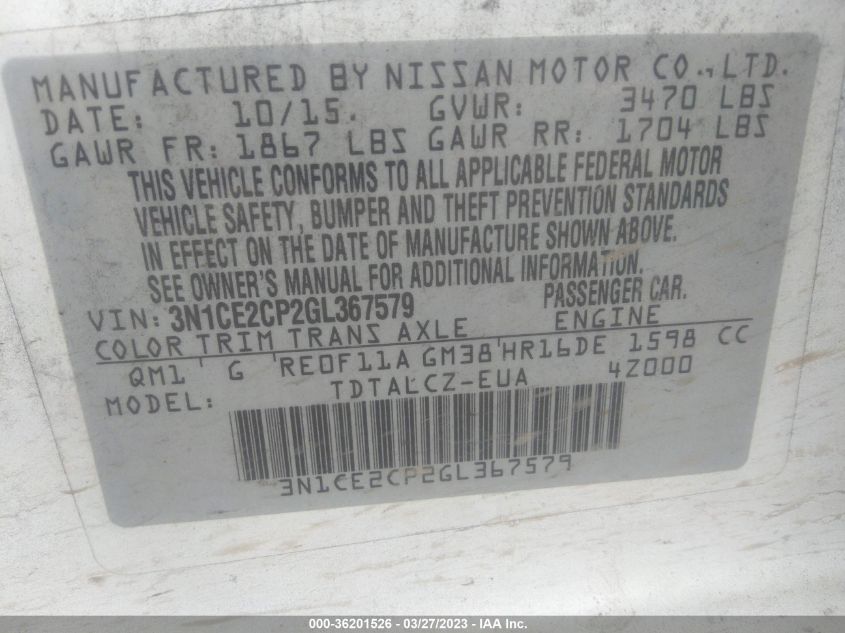 MANUFACTURED BY NISSAN MOTOR CO., LTD.
DATE: 10/15. GVWR: 3470 LBS
GAWR FR: 1867 LBS GAWR RR: 1704 LBS
THIS VEHICLE CONFORMS TO ALL APPLICABLE FEDERAL MOTOR
VEHICLE SAFETY, BUMPER AND THEFT PREVENTION STANDARDS
IN EFFECT ON THE DATE OF MANUFACTURE SHOWN ABOVE.
SEE OWNER'S MANUAL FOR ADDITIONAL INFORMATION.
VIN: 3N1CE2CP2GL367579 PASSENGER CAR.
COLOR TRIM TRANS AXLE ENGINE
QM1 G RE0F11A GM38 HR16DE 1598 CC
MODEL: TDTALCZ-EUA 4Z000
3N1CE2CP2GL367579
000-36201526 - 03/27/2023 - IAA Inc.